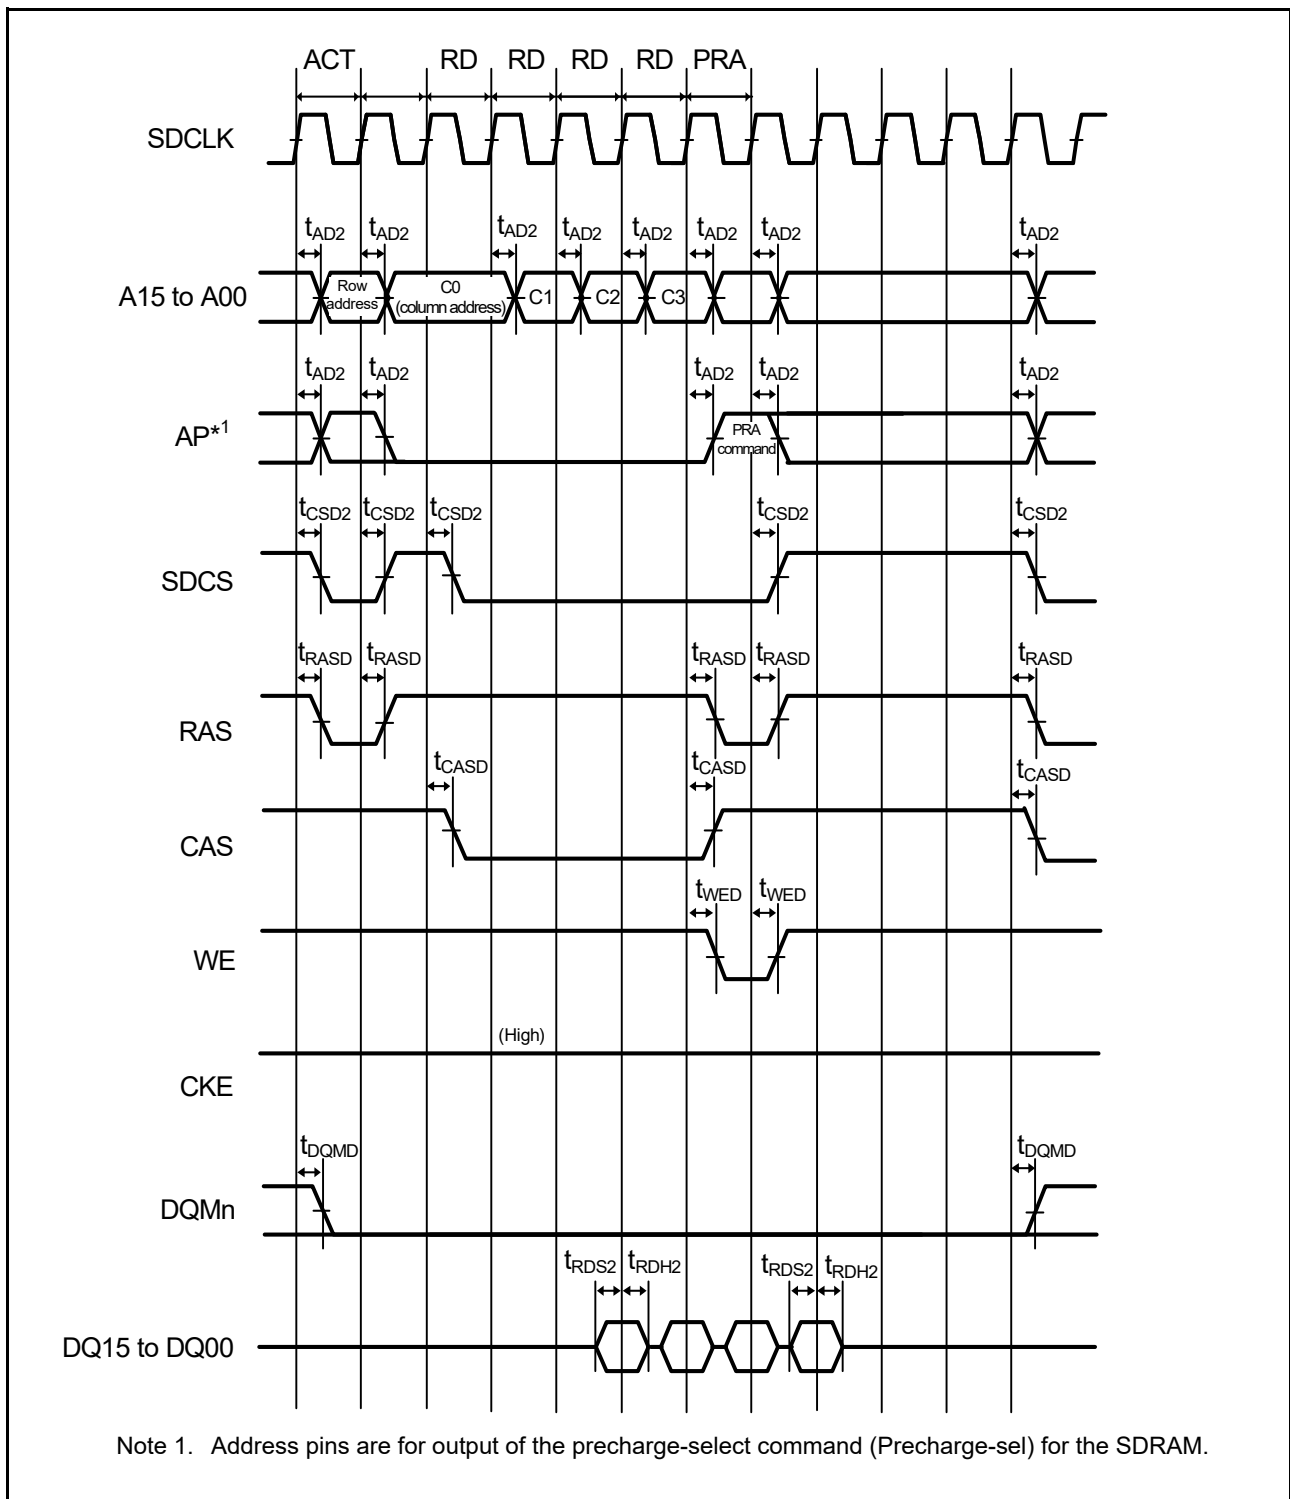 ACT RD RD RD RD PRA
SDCLK
tAD2 tAD2 tAD2 tAD2 tAD2 tAD2 tAD2 tAD2
A15 to A00
Row address
C0 (column address)
C1 C2 C3
tAD2 tAD2 tAD2 tAD2 tAD2
AP*1
PRA command
tCSD2 tCSD2 tCSD2 tCSD2 tCSD2
SDCS
tRASD tRASD tRASD tRASD tRASD
RAS
tCASD tCASD tCASD
CAS
tWED tWED
WE
(High)
CKE
tDQMD tDQMD
DQMn
tRDS2 tRDH2 tRDS2 tRDH2
DQ15 to DQ00
Note 1. Address pins are for output of the precharge-select command (Precharge-sel) for the SDRAM.